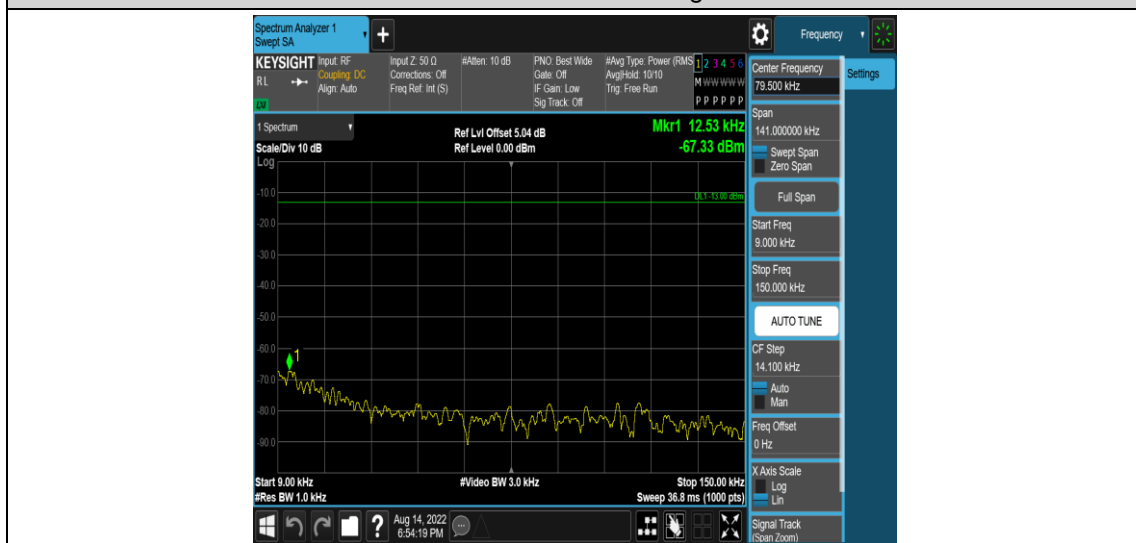 Spectrum Analyzer 1
Swept SA
+
Frequency
KEYSIGHT
RL
LXI
Input: RF
Coupling: DC
Align: Auto
Input Z: 50 Ω
Corrections: Off
Freq Ref: Int (S)
#Atten: 10 dB
PNO: Best Wide
Gate: Off
IF Gain: Low
Sig Track: Off
#Avg Type: Power (RMS
Avg|Hold: 10/10
Trig: Free Run
1 2 3 4 5 6
M W W W W W
P P P P P P
1 Spectrum
Scale/Div 10 dB
Log
Ref Lvl Offset 5.04 dB
Ref Level 0.00 dBm
Mkr1 12.53 kHz
-67.33 dBm
DL1 -13.00 dBm
-10.0
-20.0
-30.0
-40.0
-50.0
-60.0
-70.0
-80.0
-90.0
1
Start 9.00 kHz
#Res BW 1.0 kHz
#Video BW 3.0 kHz
Stop 150.00 kHz
Sweep 36.8 ms (1000 pts)
?
Aug 14, 2022
6:54:19 PM
Center Frequency
79.500 kHz
Settings
Span
141.000000 kHz
Swept Span
Zero Span
Full Span
Start Freq
9.000 kHz
Stop Freq
150.000 kHz
AUTO TUNE
CF Step
14.100 kHz
Auto
Man
Freq Offset
0 Hz
X Axis Scale
Log
Lin
Signal Track
(Span Zoom)